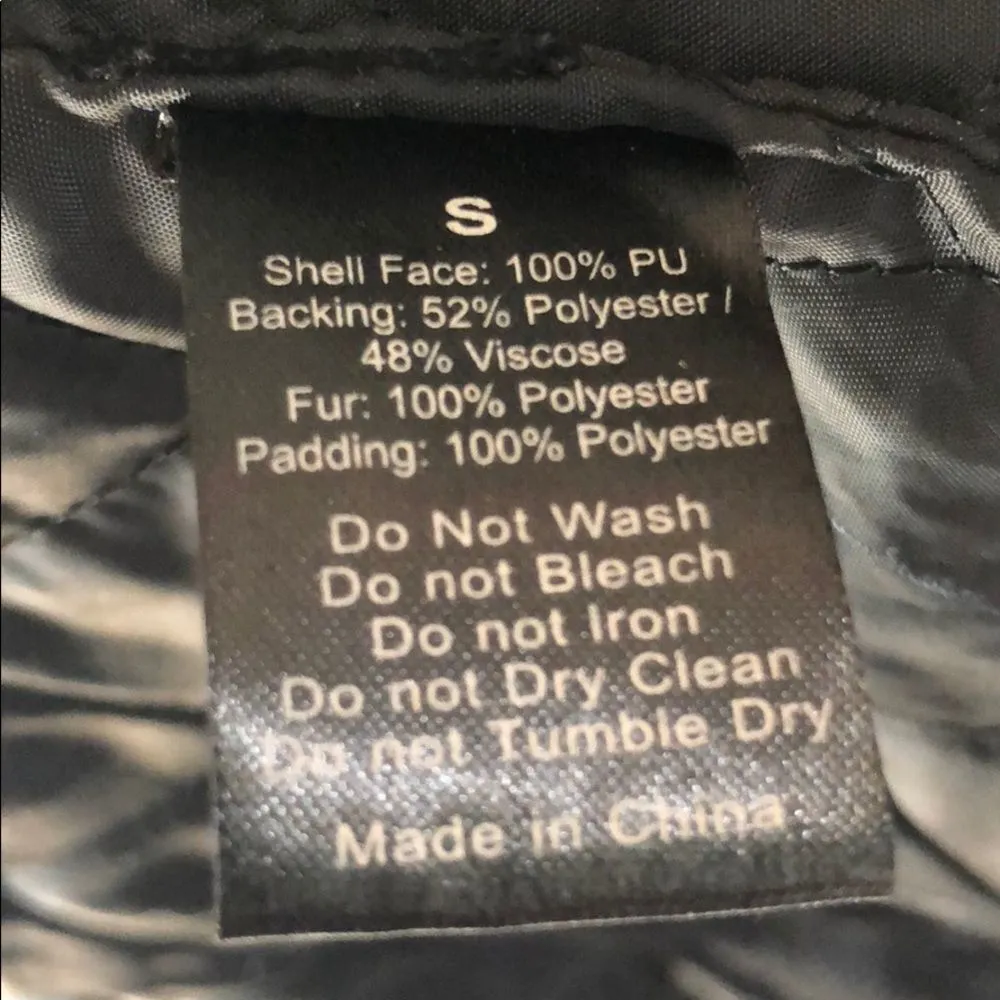 S
Shell Face: 100% PU
Backing: 52% Polyester /
48% Viscose
Fur: 100% Polyester
Padding: 100% Polyester
Do Not Wash
Do not Bleach
Do not Iron
Do not Dry Clean
Do not Tumble Dry
Made in China